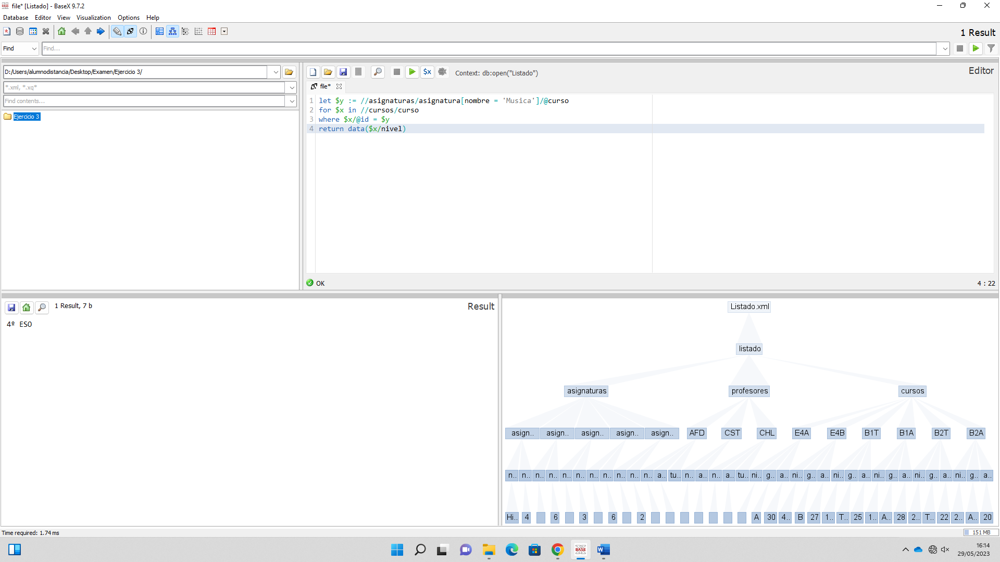 file* [Listado] - BaseX 9.7.2
Database Editor View Visualization Options Help
1 Result
Find Find...
D:/Users/alumnodistancia/Desktop/Examen/Ejercicio 3/
*.xml, *.xq*
Find contents...
Ejercicio 3
$x Context: db:open("Listado") Editor
file*
1 let $y := //asignaturas/asignatura[nombre = 'Musica']/@curso
2 for $x in //cursos/curso
3 where $x/@id = $y
4 return data($x/nivel)
OK 4 : 22
1 Result, 7 b Result
4º ESO
Listado.xml
listado
asignaturas profesores cursos
asign.. asign.. asign.. asign.. asign.. AFD CST CHL E4A E4B B1T B1A B2T B2A
n.. n.. n.. n.. n.. n.. n.. n.. n.. n.. n.. a.. tu.. n.. a.. n.. a.. tu.. ni.. g.. a.. ni.. g.. a.. ni.. g.. a.. ni.. g.. a.. ni.. g.. a.. ni.. g.. a..
Hi.. 4 6 3 6 2 A 30 4.. B 27 1.. T.. 25 1.. A.. 28 2.. T.. 22 2.. A.. 20
Time required: 1.74 ms 151 MB
BASE
W
16:14
29/05/2023